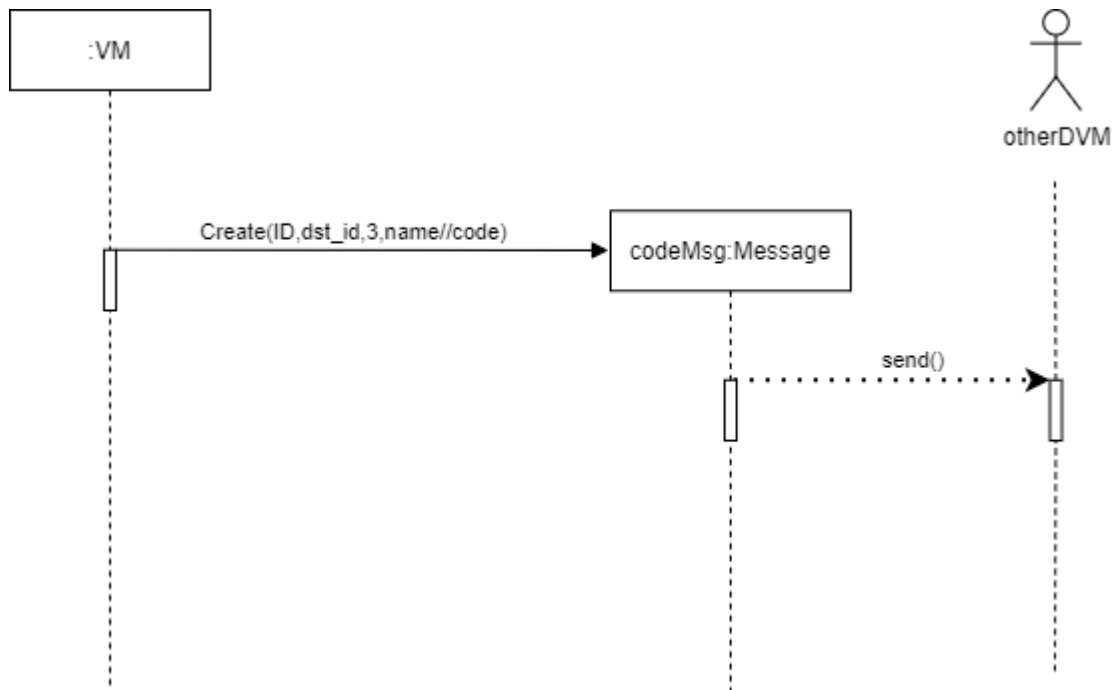 :VM
otherDVM
Create(ID,dst_id,3,name//code)
codeMsg:Message
send()